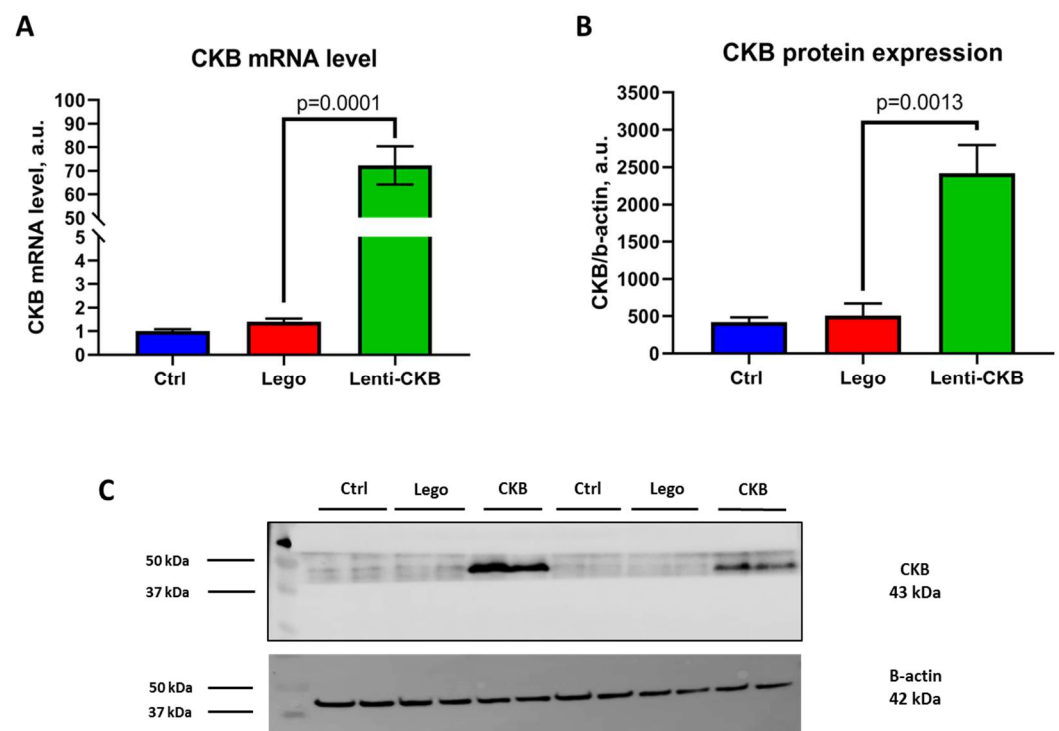 A
CKB mRNA level
p=0.0001
CKB mRNA level, a.u.
100
90
80
70
60
50
5
4
3
2
1
0
Ctrl Lego Lenti-CKB
B
CKB protein expression
p=0.0013
CKB/b-actin, a.u.
3500
3000
2500
2000
1500
1000
500
0
Ctrl Lego Lenti-CKB
C
Ctrl Lego CKB Ctrl Lego CKB
50 kDa
37 kDa
CKB
43 kDa
50 kDa
37 kDa
B-actin
42 kDa